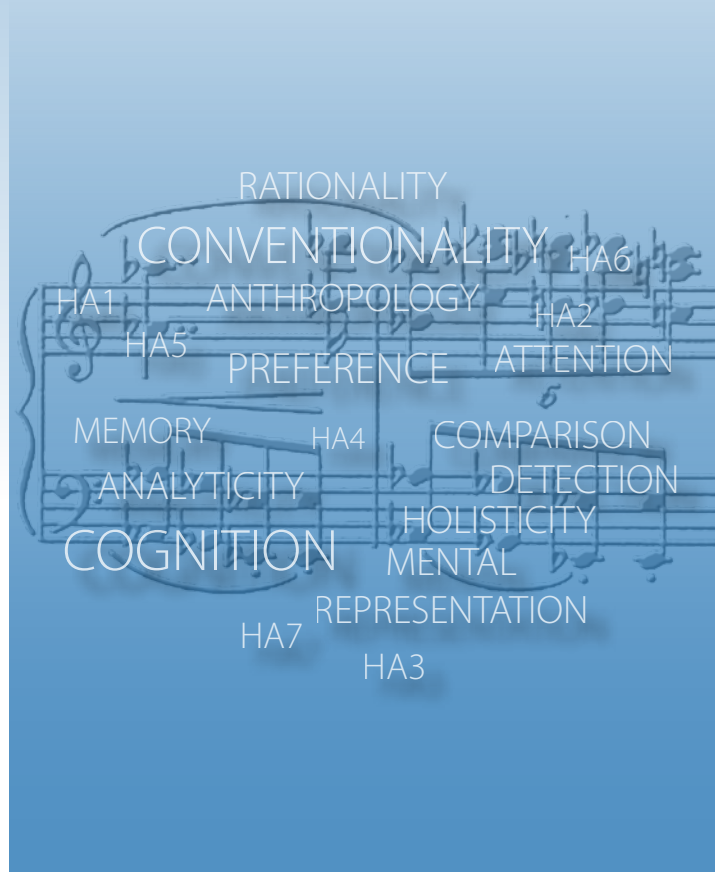 RATIONALITY
CONVENTIONALITY
HA6
HA1
ANTHROPOLOGY
HA2
HA5
PREFERENCE
ATTENTION
6
MEMORY
HA4
COMPARISON
ANALYTICITY
DETECTION
HOLISTICITY
COGNITION
MENTAL
REPRESENTATION
HA7
HA3